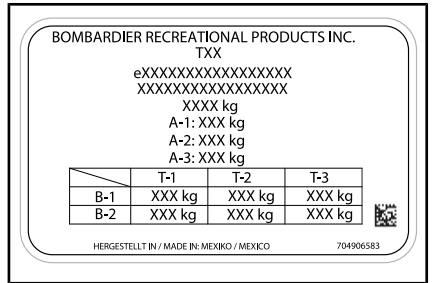 BOMBARDIER RECREATIONAL PRODUCTS INC.
TXX
eXXXXXXXXXXXXXXXXX
XXXXXXXXXXXXXXXXX
XXXX kg
A-1: XXX kg
A-2: XXX kg
A-3: XXX kg
T-1 T-2 T-3
B-1 XXX kg XXX kg XXX kg
B-2 XXX kg XXX kg XXX kg
HERGESTELLT IN / MADE IN: MEXIKO / MEXICO 704906583